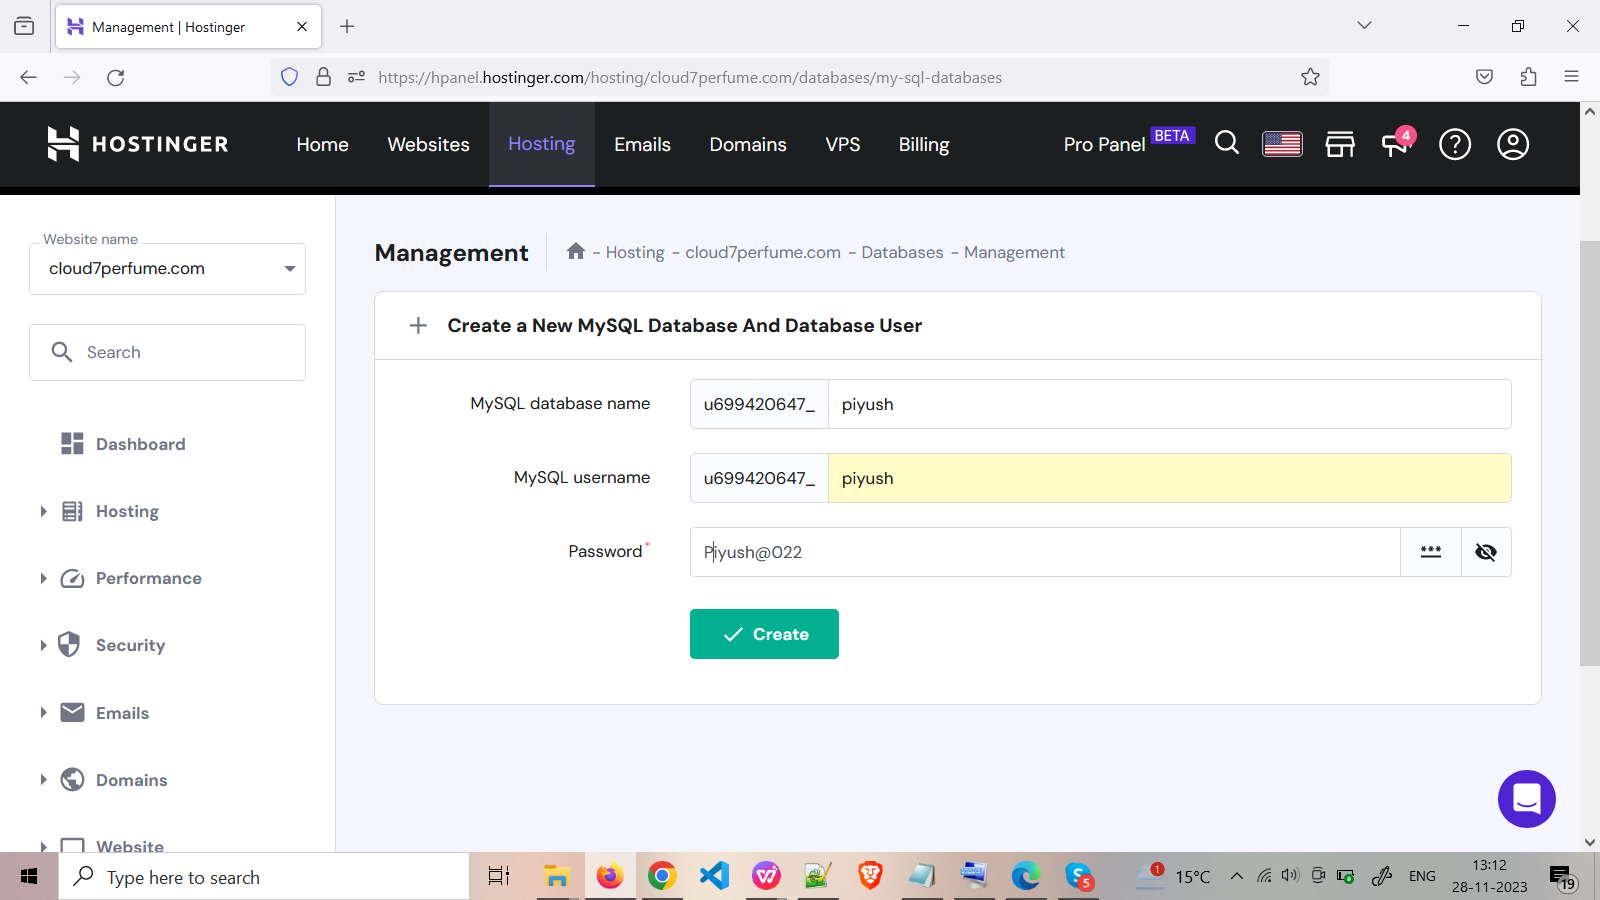 Management | Hostinger
https://hpanel.hostinger.com/hosting/cloud7perfume.com/databases/my-sql-databases
HOSTINGER
Home
Websites
Hosting
Emails
Domains
VPS
Billing
Pro Panel BETA
4
Website name
cloud7perfume.com
Search
Dashboard
Hosting
Performance
Security
Emails
Domains
Website
Management
- Hosting - cloud7perfume.com - Databases - Management
Create a New MySQL Database And Database User
MySQL database name
u699420647_ piyush
MySQL username
u699420647_ piyush
Password*
Piyush@022
***
Create
Type here to search
5
1
15°C
ENG
13:12
28-11-2023
19